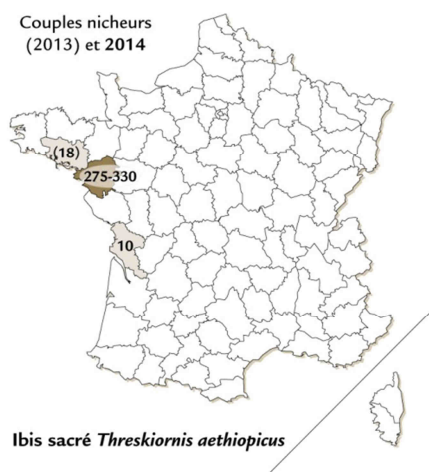 Couples nicheurs
(2013) et 2014
(18)
275-330
10
Ibis sacré Threskiornis aethiopicus